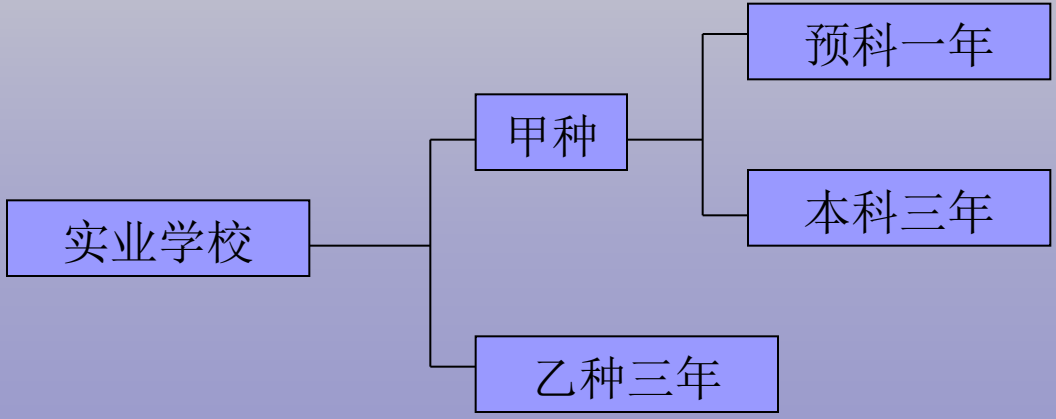 预科一年
甲种
本科三年
实业学校
乙种三年